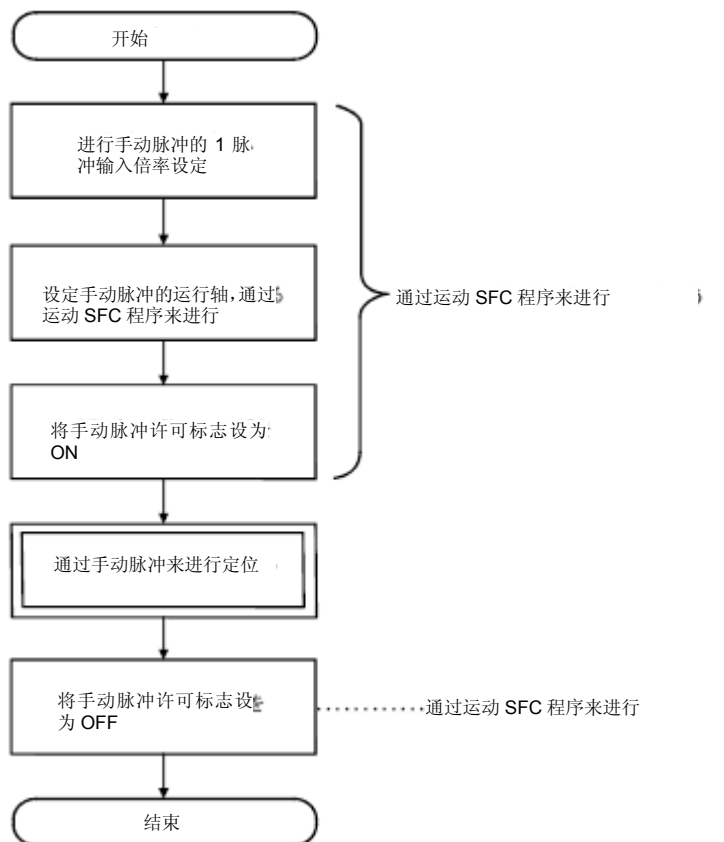 开始
进行手动脉冲的 1 脉
冲输入倍率设定
设定手动脉冲的运行轴,通过
运动 SFC 程序来进行
通过运动 SFC 程序来进行
将手动脉冲许可标志设为
ON
通过手动脉冲来进行定位
将手动脉冲许可标志设
为 OFF
通过运动 SFC 程序来进行
结束